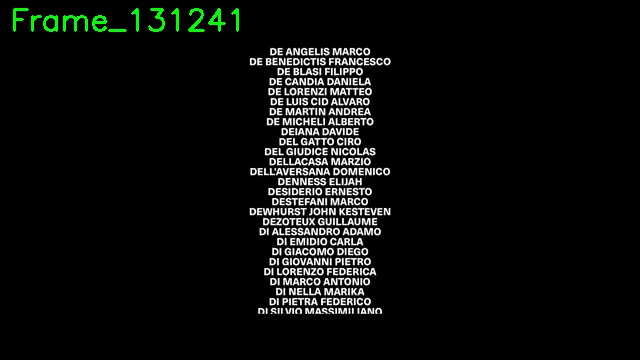 Frame_131241
DE ANGELIS MARCO
DE BENEDICTIS FRANCESCO
DE BLASI FILIPPO
DE CANDIA DANIELA
DE LORENZI MATTEO
DE LUIS CID ALVARO
DE MARTIN ANDREA
DE MICHELI ALBERTO
DEIANA DAVIDE
DEL GATTO CIRO
DEL GIUDICE NICOLAS
DELLACASA MARZIO
DELL'AVERSANA DOMENICO
DENNESS ELIJAH
DESIDERIO ERNESTO
DESTEFANI MARCO
DEWHURST JOHN KESTEVEN
DEZOTEUX GUILLAUME
DI ALESSANDRO ADAMO
DI EMIDIO CARLA
DI GIACOMO DIEGO
DI GIOVANNI PIETRO
DI LORENZO FEDERICA
DI MARCO ANTONIO
DI NELLA MARIKA
DI PIETRA FEDERICO
DI SILVIO MASSIMILIANO